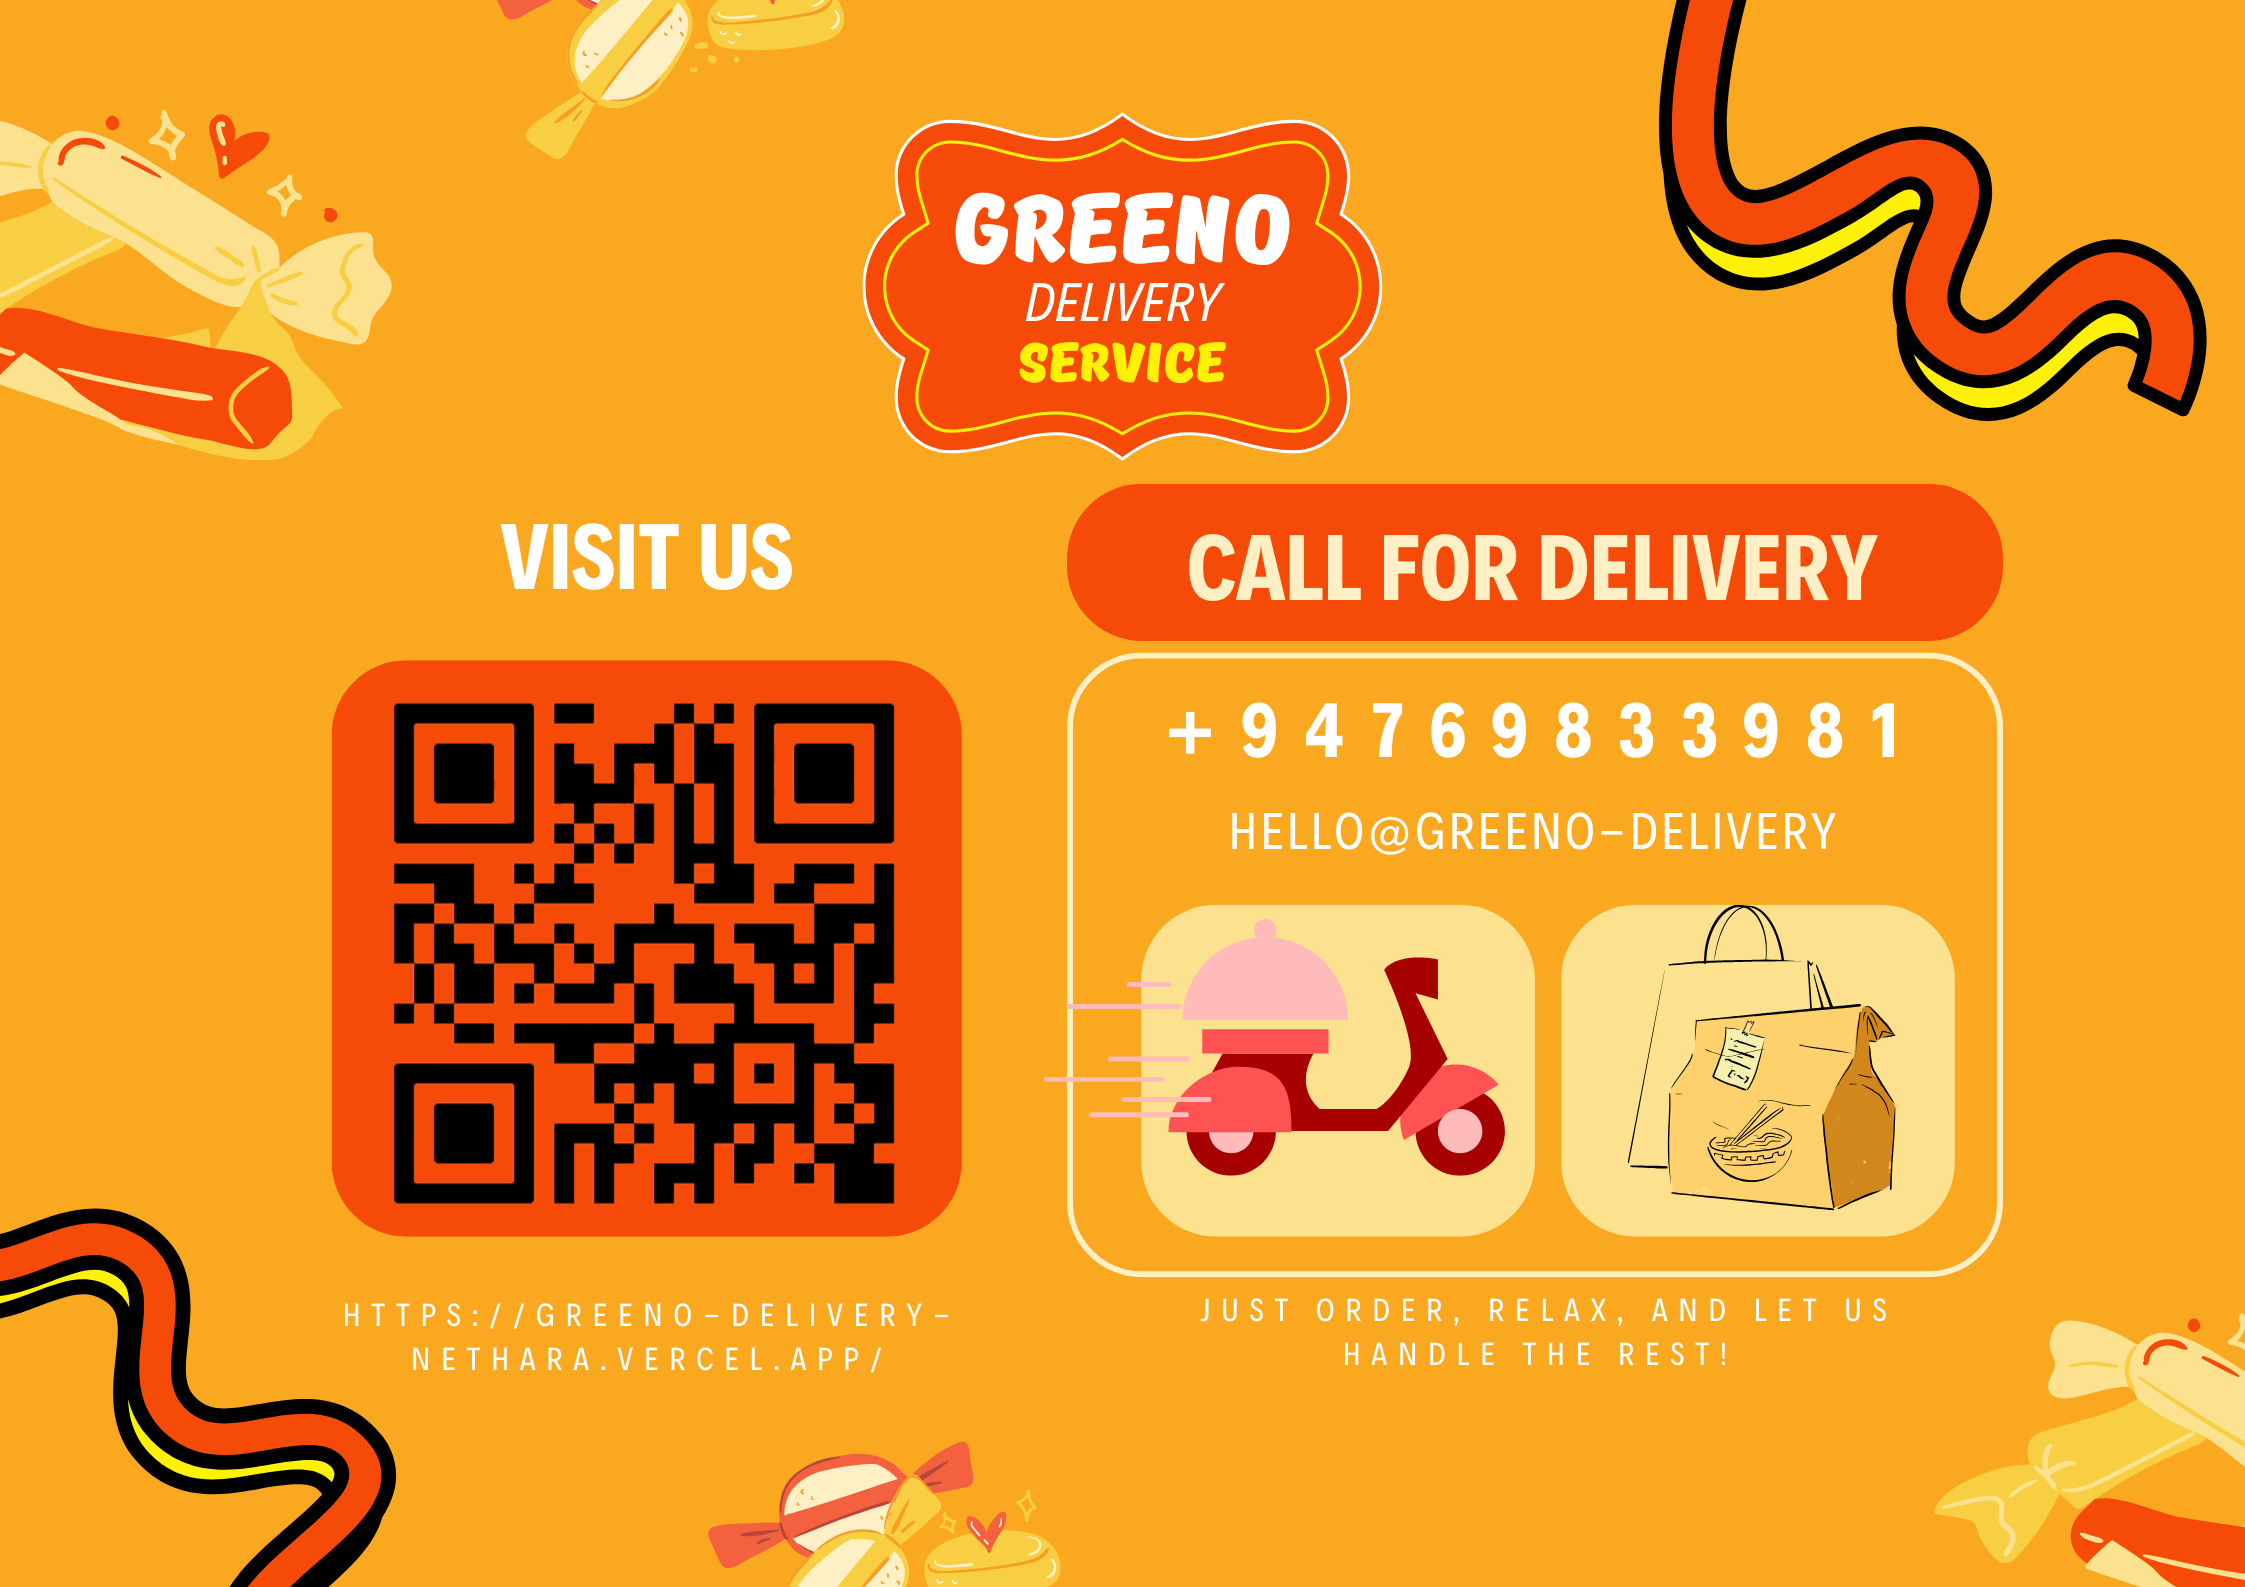 GREENO
DELIVERY
SERVICE
VISIT US
CALL FOR DELIVERY
+94769833981
HELLO@GREENO-DELIVERY
HTTPS://GREENO-DELIVERY-
NETHARA.VERCEL.APP/
JUST ORDER, RELAX, AND LET US
HANDLE THE REST!